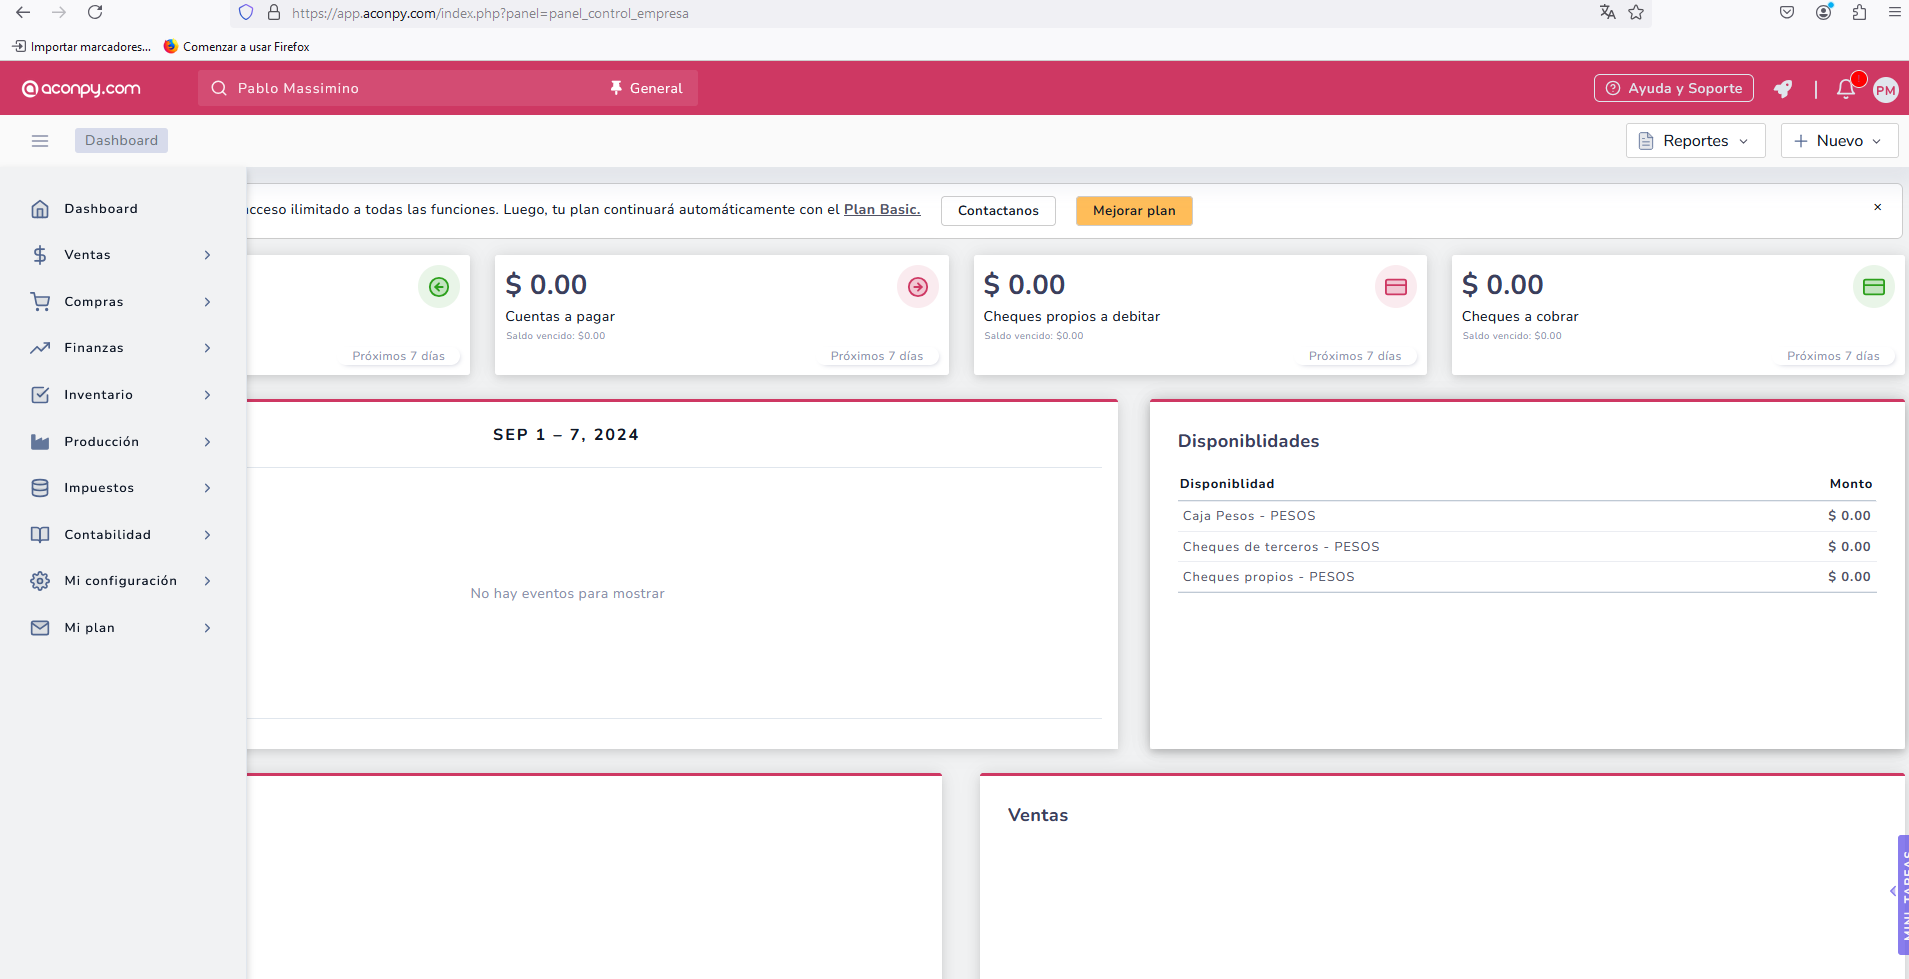 https://app.aconpy.com/index.php?panel=panel_control_empresa
Importar marcadores... Comenzar a usar Firefox
aconpy.com Pablo Massimino General Ayuda y Soporte PM
Dashboard Reportes Nuevo
Dashboard
Ventas
Compras
Finanzas
Inventario
Producción
Impuestos
Contabilidad
Mi configuración
Mi plan
acceso ilimitado a todas las funciones. Luego, tu plan continuará automáticamente con el Plan Basic. Contactanos Mejorar plan ×
Próximos 7 días
$ 0.00
Cuentas a pagar
Saldo vencido: $0.00
Próximos 7 días
$ 0.00
Cheques propios a debitar
Saldo vencido: $0.00
Próximos 7 días
$ 0.00
Cheques a cobrar
Saldo vencido: $0.00
Próximos 7 días
SEP 1 – 7, 2024
No hay eventos para mostrar
Disponiblidades
Disponiblidad Monto
Caja Pesos - PESOS $ 0.00
Cheques de terceros - PESOS $ 0.00
Cheques propios - PESOS $ 0.00
Ventas
MINI TAREAS